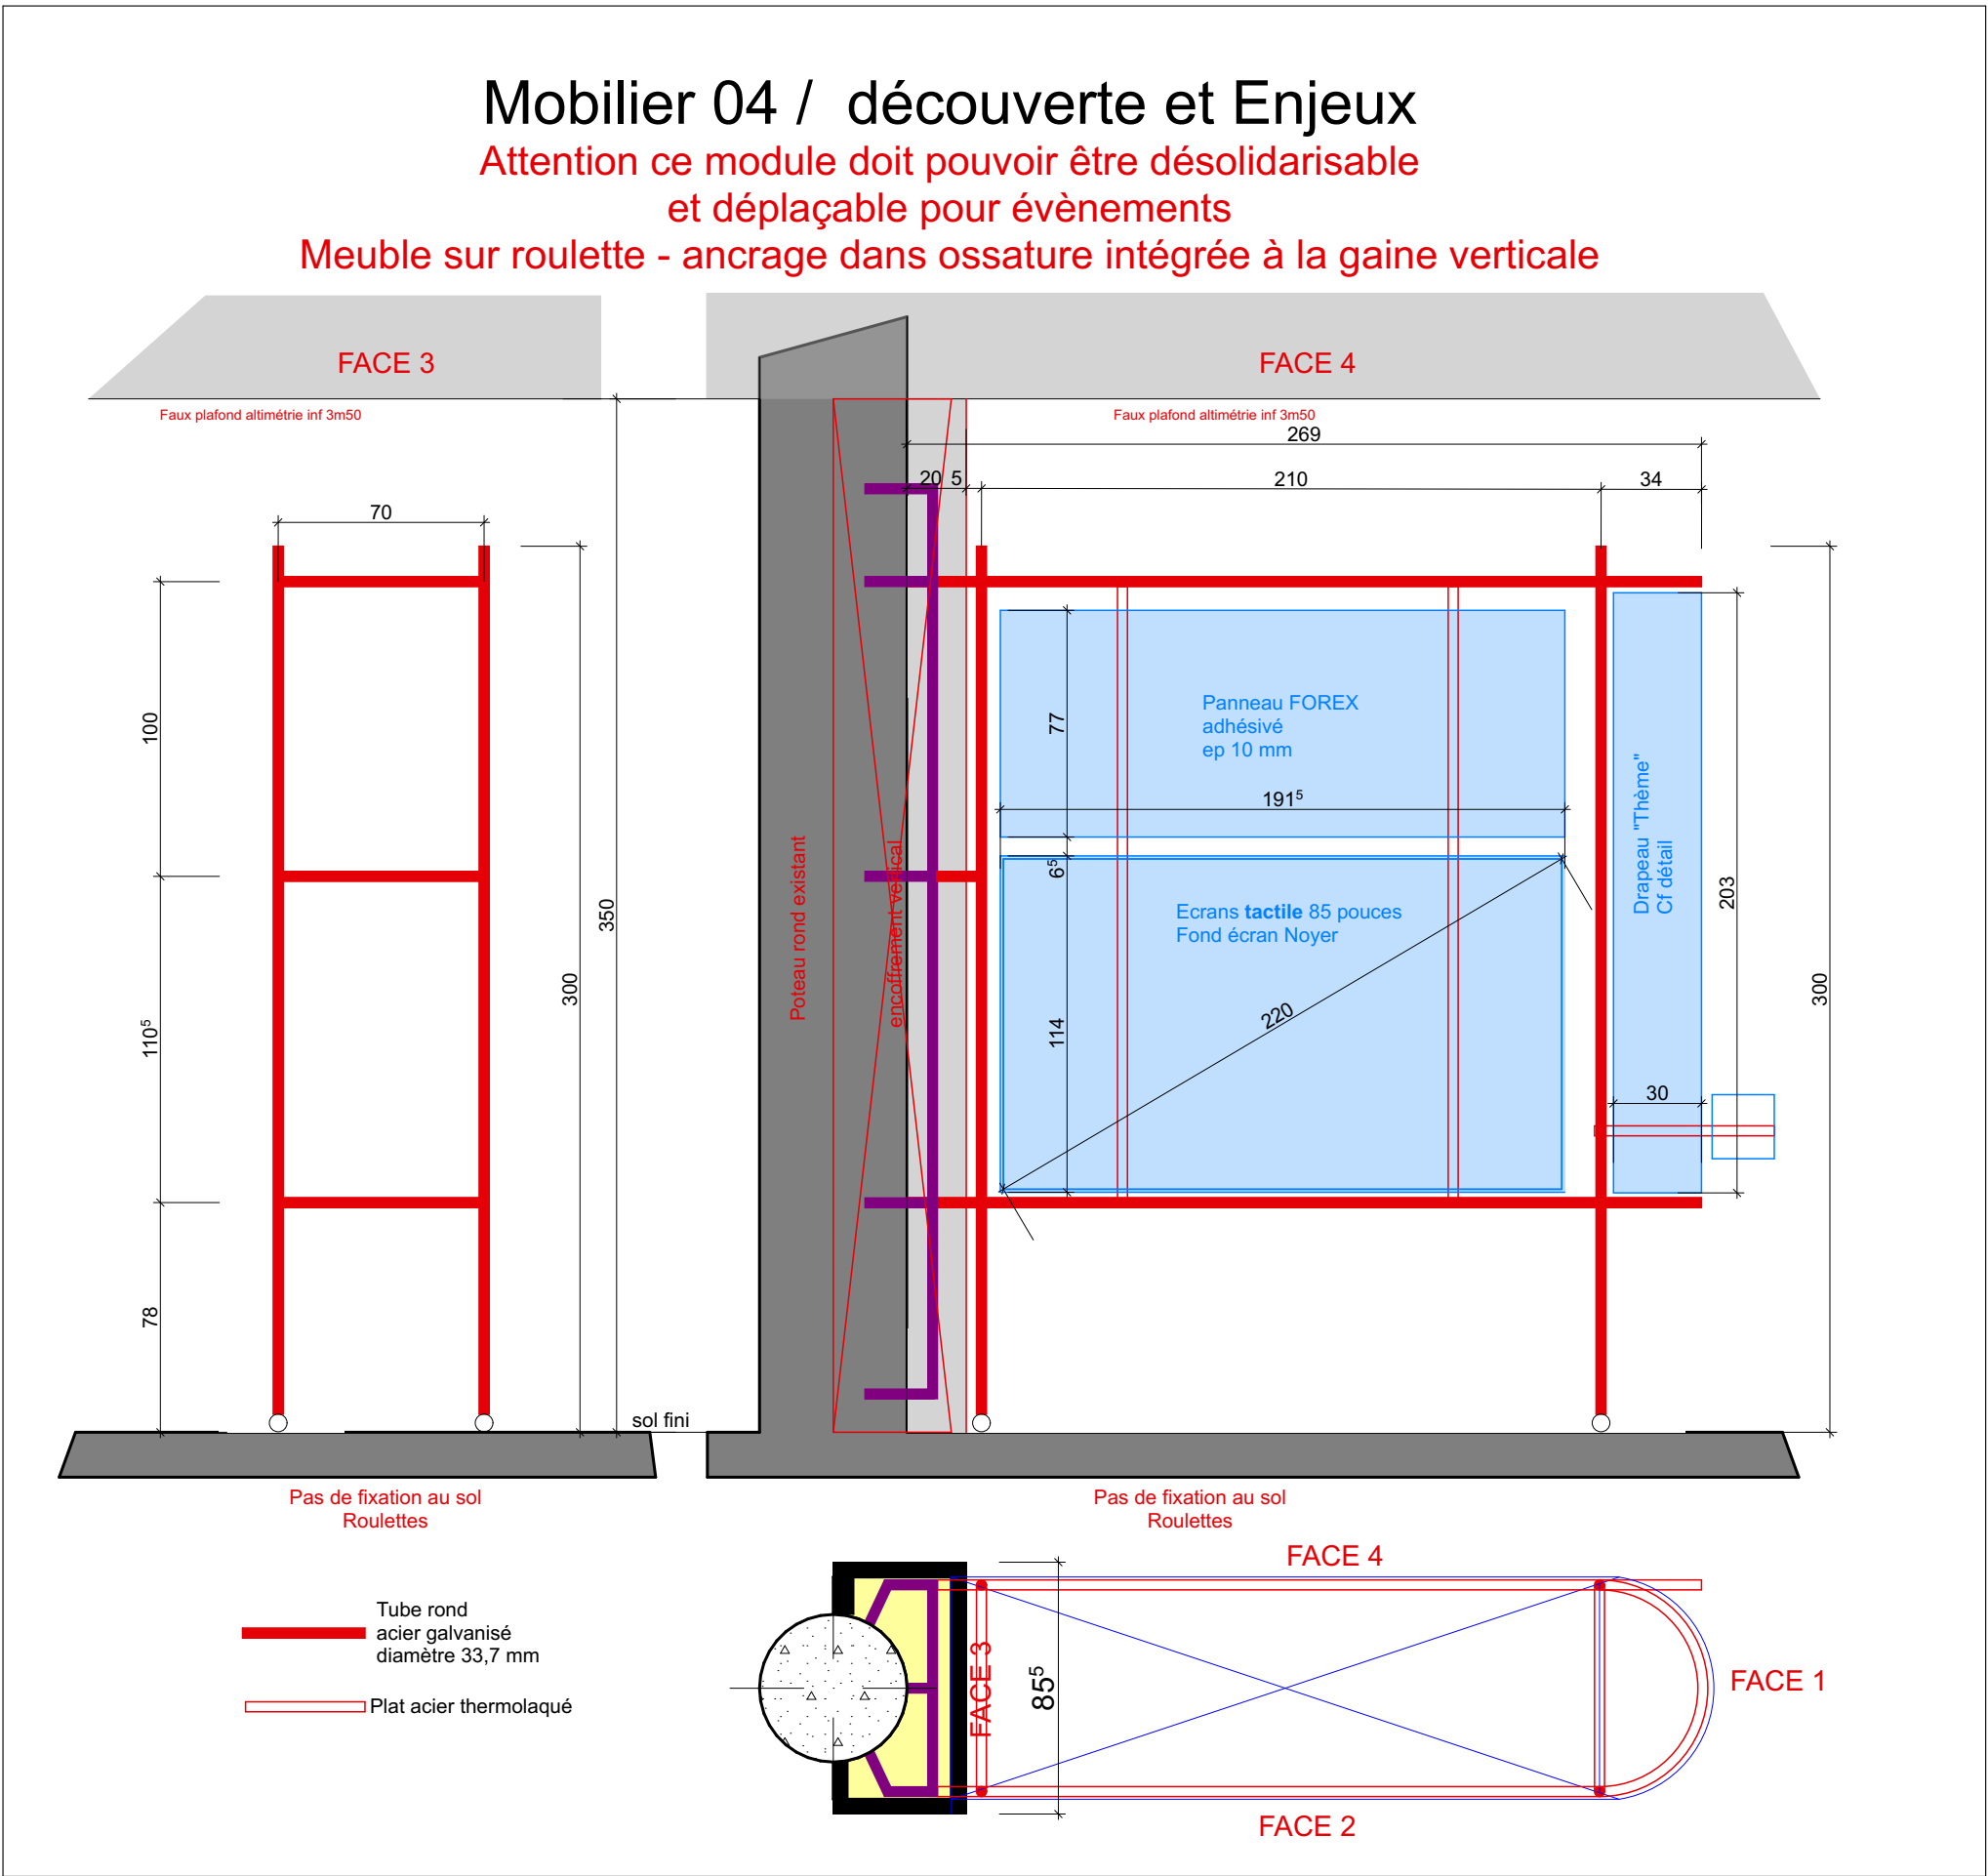 Mobilier 04 /  découverte et Enjeux
Attention ce module doit pouvoir être désolidarisable
et déplaçable pour évènements
Meuble sur roulette - ancrage dans ossature intégrée à la gaine verticale
FACE 3
FACE 4
Faux plafond altimétrie inf 3m50
Faux plafond altimétrie inf 3m50
269
20
5
210
34
70
100
110⁵
78
300
350
Poteau rond existant
encoffrement vertical
77
Panneau FOREX
adhésivé
ep 10 mm
191⁵
6⁵
Ecrans tactile 85 pouces
Fond écran Noyer
114
220
Drapeau "Thème"
Cf détail
203
30
300
sol fini
Pas de fixation au sol
Roulettes
Pas de fixation au sol
Roulettes
Tube rond
acier galvanisé
diamètre 33,7 mm
Plat acier thermolaqué
FACE 4
FACE 3
85⁵
FACE 1
FACE 2